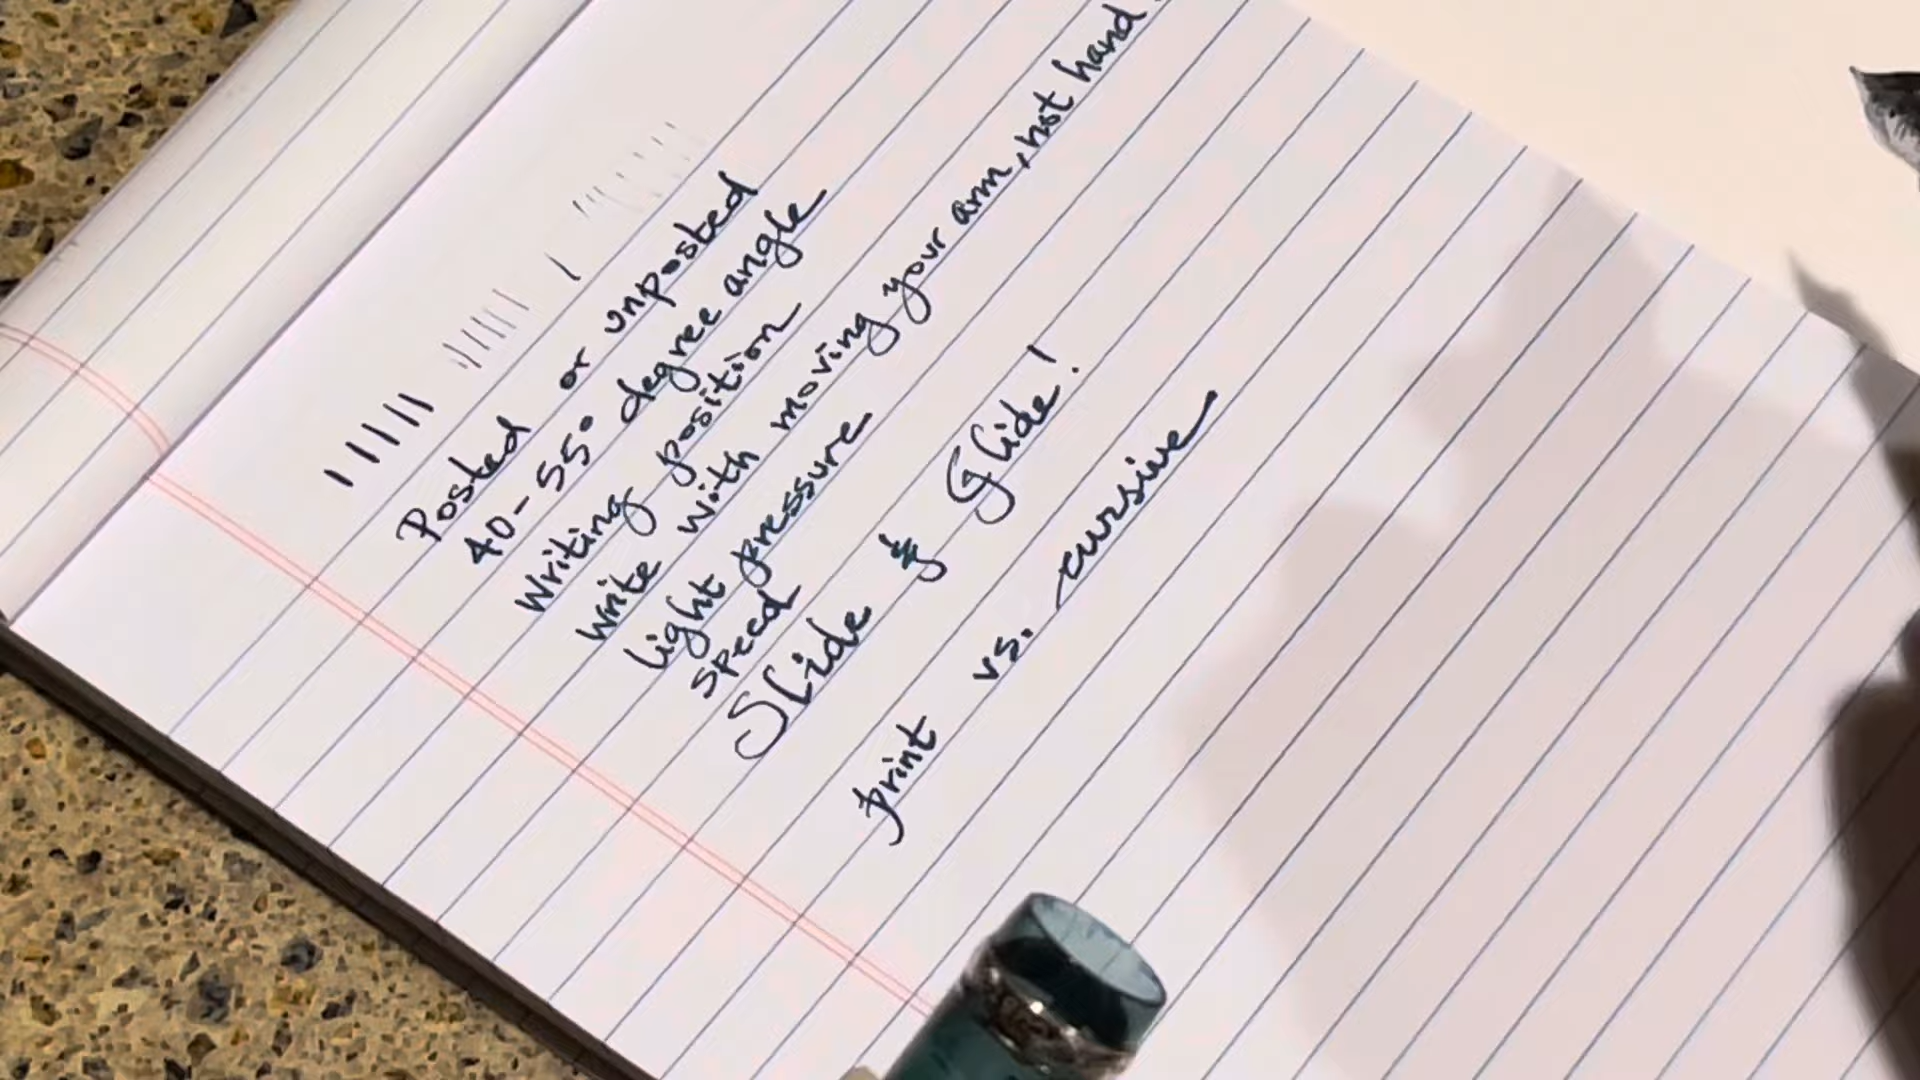 Posted or unposted
40-55° degree angle
Writing position
Write with moving your arm, not hand.
Light pressure
Speed
Slide & Glide!
print vs. cursive